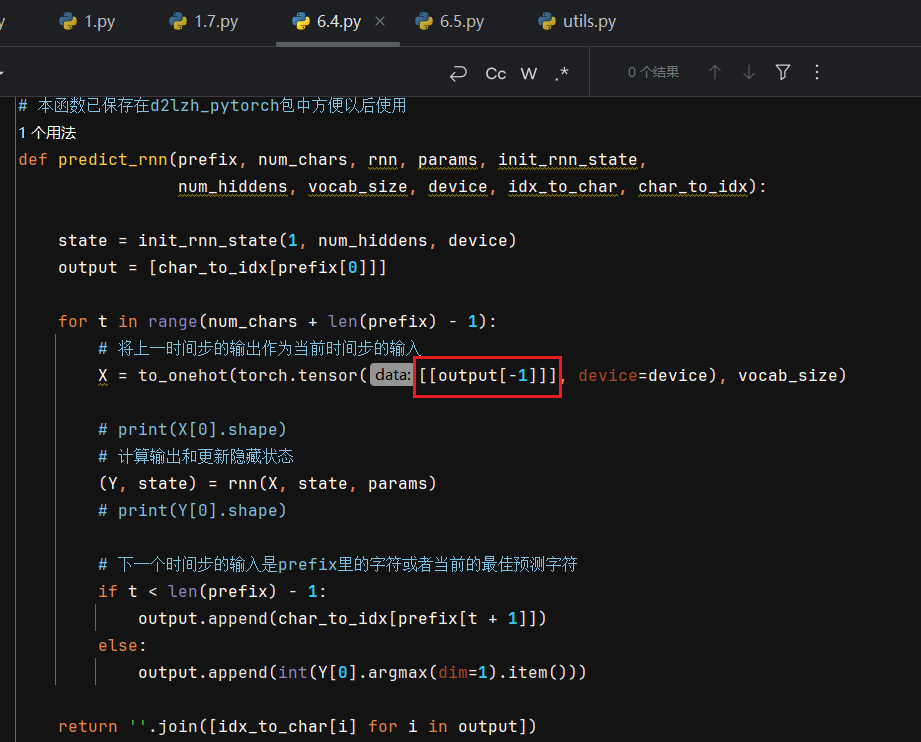 y 1.py 1.7.py 6.4.py × 6.5.py utils.py
Cc W .* 0 个结果
# 本函数已保存在d2lzh_pytorch包中方便以后使用
1 个用法
def predict_rnn(prefix, num_chars, rnn, params, init_rnn_state,
num_hiddens, vocab_size, device, idx_to_char, char_to_idx):
state = init_rnn_state(1, num_hiddens, device)
output = [char_to_idx[prefix[0]]]
for t in range(num_chars + len(prefix) - 1):
# 将上一时间步的输出作为当前时间步的输入
X = to_onehot(torch.tensor( data: [[output[-1]]], device=device), vocab_size)
# print(X[0].shape)
# 计算输出和更新隐藏状态
(Y, state) = rnn(X, state, params)
# print(Y[0].shape)
# 下一个时间步的输入是prefix里的字符或者当前的最佳预测字符
if t < len(prefix) - 1:
output.append(char_to_idx[prefix[t + 1]])
else:
output.append(int(Y[0].argmax(dim=1).item()))
return ''.join([idx_to_char[i] for i in output])